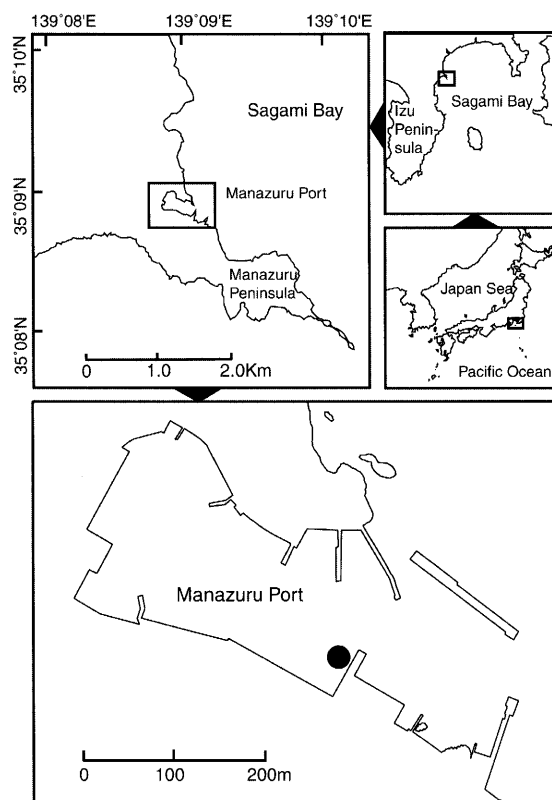 139°08'E
139°09'E
139°10'E
35°10'N
35°09'N
35°08'N
Sagami Bay
Manazuru Port
Manazuru
Peninsula
0
1.0
2.0Km
Izu
Penin-
sula
Sagami Bay
Japan Sea
Pacific Ocean
Manazuru Port
0
100
200m